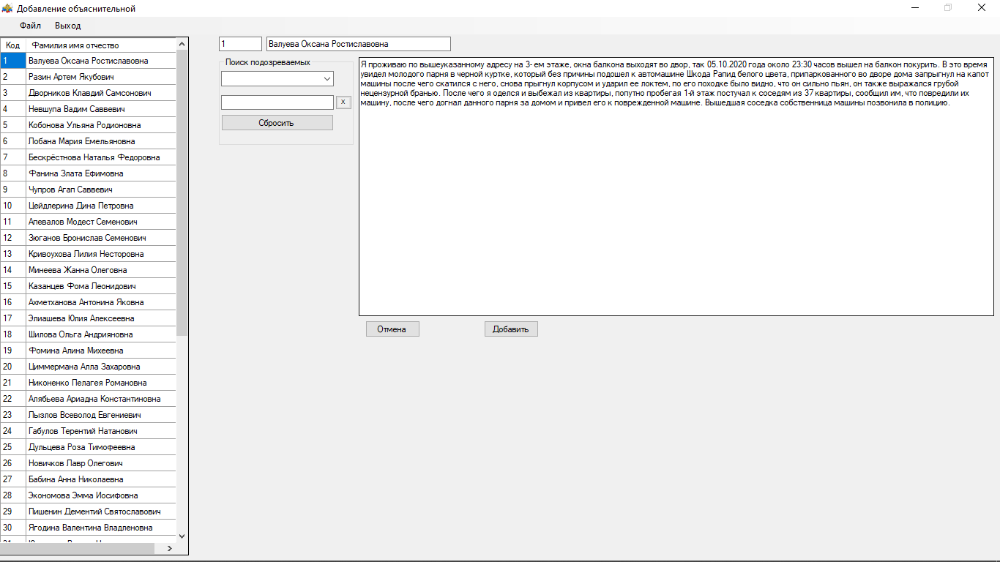 Добавление объяснительной
Файл Выход
Код Фамилия имя отчество
1 Валуева Оксана Ростиславовна
2 Разин Артем Якубович
3 Дворников Клавдий Самсонович
4 Невшупа Вадим Саввевич
5 Кобонова Ульяна Родионовна
6 Лобана Мария Емельяновна
7 Бескрёстнова Наталья Федоровна
8 Фанина Злата Ефимовна
9 Чупров Агап Саввевич
10 Цейдлерина Дина Петровна
11 Апевалов Модест Семенович
12 Зюганов Бронислав Семенович
13 Кривоухова Лилия Несторовна
14 Минеева Жанна Олеговна
15 Казанцев Фома Леонидович
16 Ахметханова Антонина Яковна
17 Элиашева Юлия Алексеевна
18 Шилова Ольга Андрияновна
19 Фомина Алина Михеевна
20 Циммермана Алла Захаровна
21 Никоненко Пелагея Романовна
22 Алябьева Ариадна Константиновна
23 Лызлов Всеволод Евгениевич
24 Габулов Терентий Натанович
25 Дульцева Роза Тимофеевна
26 Новичков Лавр Олегович
27 Бабина Анна Николаевна
28 Экономова Эмма Иосифовна
29 Пишенин Дементий Святославович
30 Ягодина Валентина Владленовна
1 Валуева Оксана Ростиславовна
Поиск подозреваемых
x
Сбросить
Я проживаю по вышеуказанному адресу на 3- ем этаже, окна балкона выходят во двор, так 05.10.2020 года около 23:30 часов вышел на балкон покурить. В это время
увидел молодого парня в черной куртке, который без причины подошел к автомашине Шкода Рапид белого цвета, припаркованного во дворе дома запрыгнул на капот
машины после чего скатился с него, снова прыгнул корпусом и ударил ее локтем, по его походке было видно, что он сильно пьян, он также выражался грубой
нецензурной бранью. После чего я оделся и выбежал из квартиры, попутно пробегая 1-й этаж постучал к соседям из 37 квартиры, сообщил им, что повредили их
машину, после чего догнал данного парня за домом и привел его к поврежденной машине. Вышедшая соседка собственница машины позвонила в полицию.
Отмена Добавить